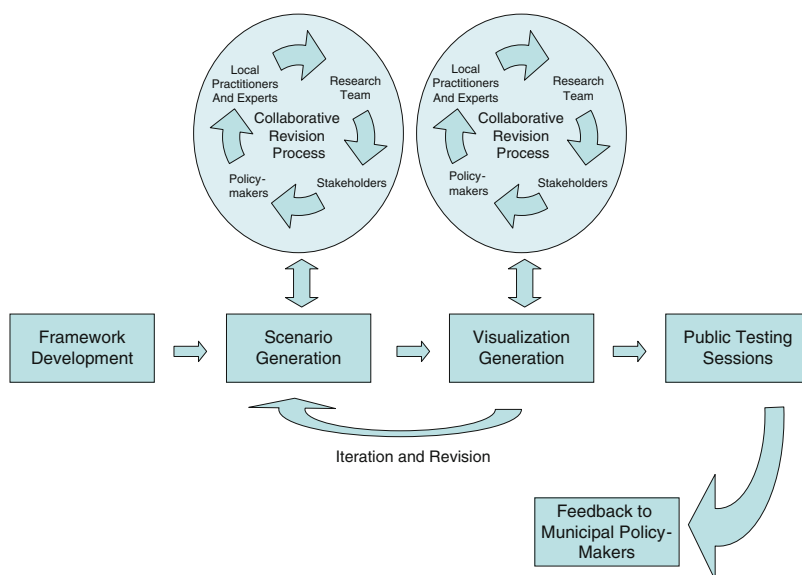 Local
Practitioners
And Experts
Research
Team
Collaborative
Revision
Process
Policy-
makers
Stakeholders
Local
Practitioners
And Experts
Research
Team
Collaborative
Revision
Process
Policy-
makers
Stakeholders
Framework
Development
Scenario
Generation
Visualization
Generation
Public Testing
Sessions
Iteration and Revision
Feedback to
Municipal Policy-
Makers